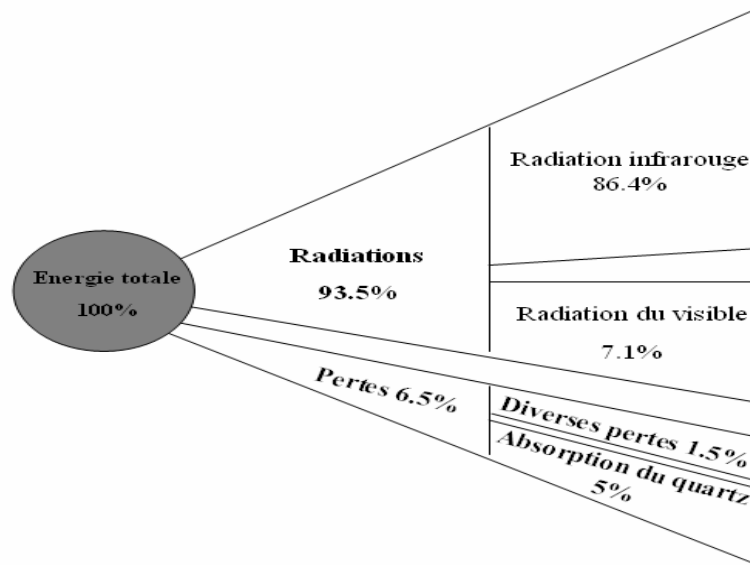 Energie totale
100%
Radiations
93.5%
Radiation infrarouge
86.4%
Radiation du visible
7.1%
Pertes 6.5%
Diverses pertes 1.5%
Absorption du quartz
5%